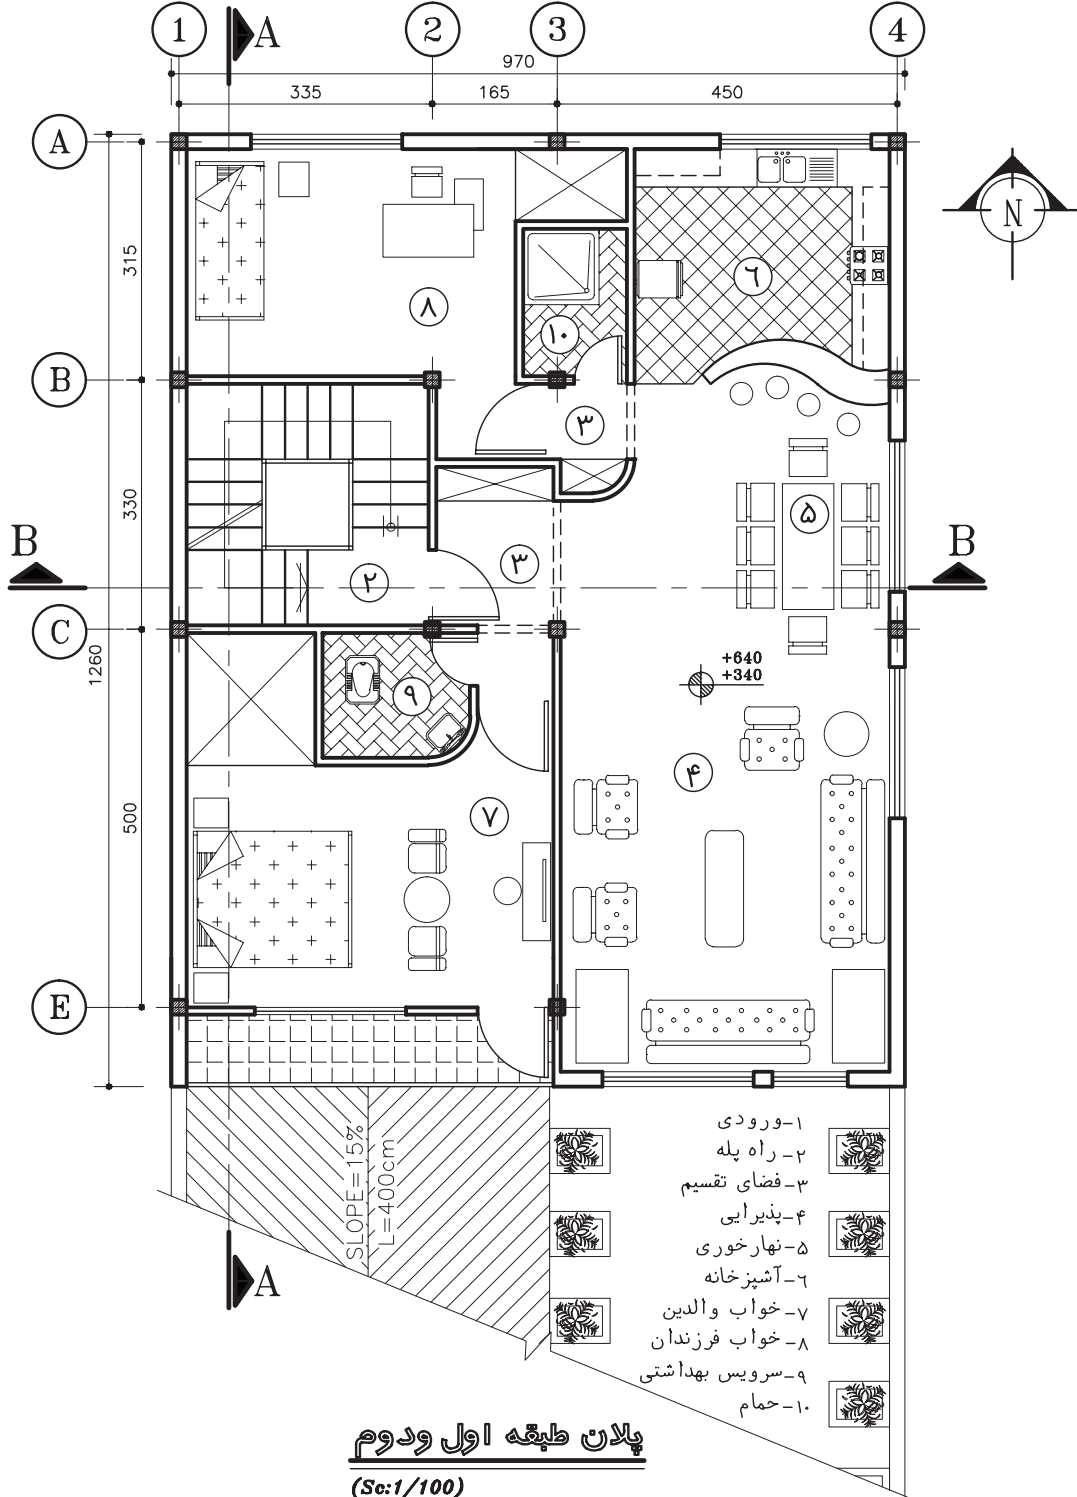 1 A 2 3 4
970
335 165 450
A
N
315
۶
۸
۱۰
B
۳
330
۵
B B
۳
۲
C
1260
+640
+340
۹
۴
500
۷
E
SLOPE=15%
L=400cm
A
۱-ورودی
۲-راه پله
۳-فضای تقسیم
۴-پذیرایی
۵-نهارخوری
۶-آشپزخانه
۷-خواب والدین
۸-خواب فرزندان
۹-سرویس بهداشتی
۱۰-حمام
پلان طبقه اول ودوم
(Sc:1/100)